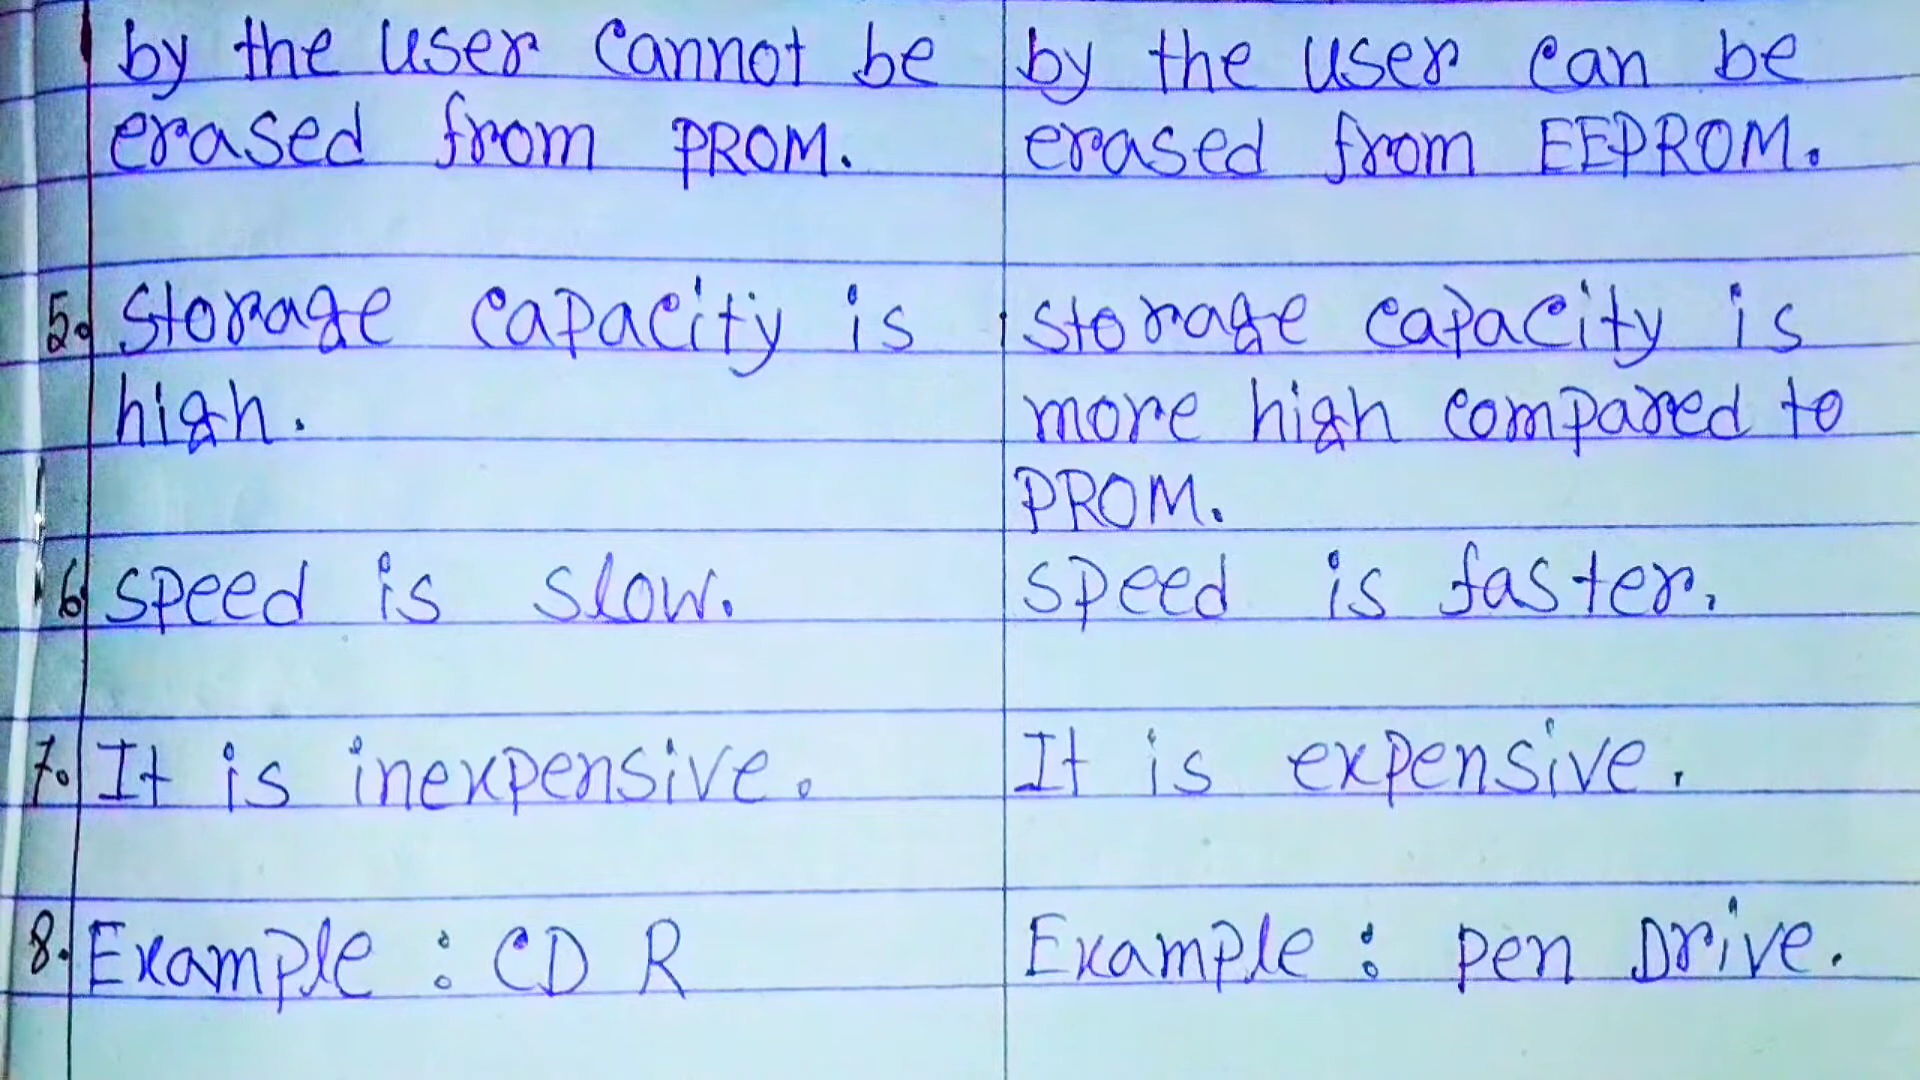 by the user cannot be
erased from PROM.
5. Storage capacity is
high.
6 speed is slow.
7. It is inexpensive.
8. Example : CD R
by the user can be
erased from EEPROM.
storage capacity is
more high compared to
PROM.
speed is faster.
It is expensive.
Example : pen Drive.